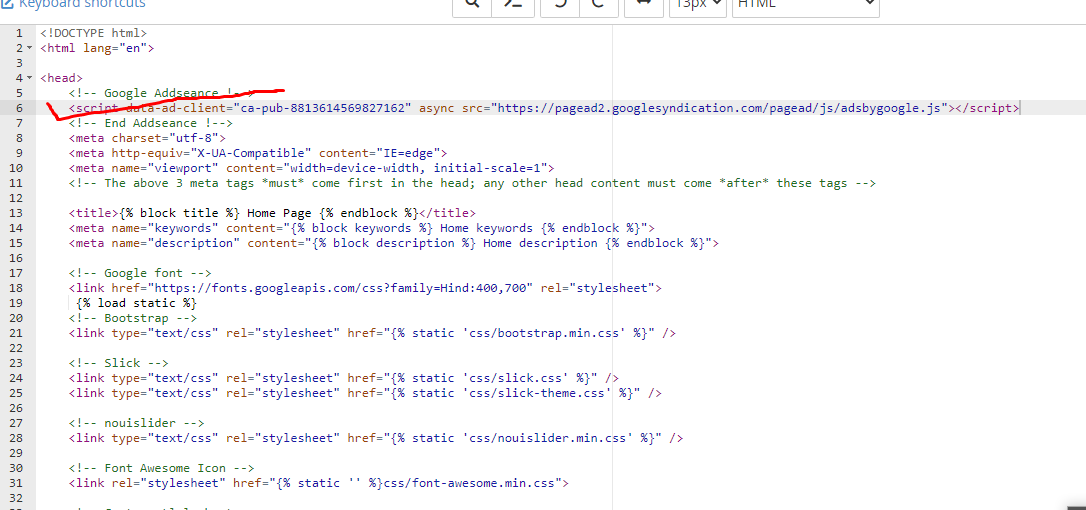 Keyboard shortcuts
13px HTML
1 <!DOCTYPE html>
2 <html lang="en">
3
4 <head>
5 <!-- Google Addseance !-->
6 <script data-ad-client="ca-pub-8813614569827162" async src="https://pagead2.googlesyndication.com/pagead/js/adsbygoogle.js"></script>
7 <!-- End Addseance !-->
8 <meta charset="utf-8">
9 <meta http-equiv="X-UA-Compatible" content="IE=edge">
10 <meta name="viewport" content="width=device-width, initial-scale=1">
11 <!-- The above 3 meta tags *must* come first in the head; any other head content must come *after* these tags -->
12
13 <title>{% block title %} Home Page {% endblock %}</title>
14 <meta name="keywords" content="{% block keywords %} Home keywords {% endblock %}">
15 <meta name="description" content="{% block description %} Home description {% endblock %}">
16
17 <!-- Google font -->
18 <link href="https://fonts.googleapis.com/css?family=Hind:400,700" rel="stylesheet">
19 {% load static %}
20 <!-- Bootstrap -->
21 <link type="text/css" rel="stylesheet" href="{% static 'css/bootstrap.min.css' %}" />
22
23 <!-- Slick -->
24 <link type="text/css" rel="stylesheet" href="{% static 'css/slick.css' %}" />
25 <link type="text/css" rel="stylesheet" href="{% static 'css/slick-theme.css' %}" />
26
27 <!-- nouislider -->
28 <link type="text/css" rel="stylesheet" href="{% static 'css/nouislider.min.css' %}" />
29
30 <!-- Font Awesome Icon -->
31 <link rel="stylesheet" href="{% static '' %}css/font-awesome.min.css">
32